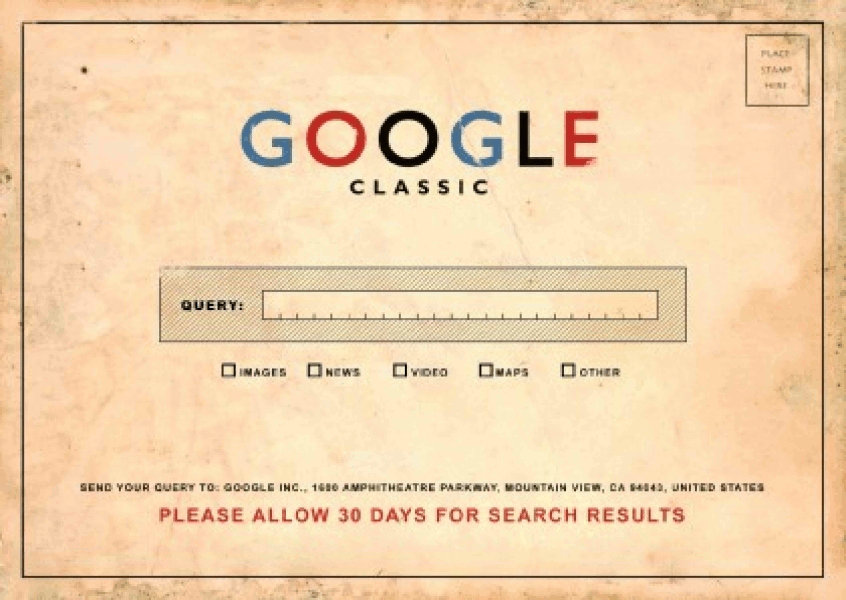 PLACE
STAMP
HERE
GOOGLE
CLASSIC
QUERY:
IMAGES NEWS VIDEO MAPS OTHER
SEND YOUR QUERY TO: GOOGLE INC., 1600 AMPHITHEATRE PARKWAY, MOUNTAIN VIEW, CA 94043, UNITED STATES
PLEASE ALLOW 30 DAYS FOR SEARCH RESULTS